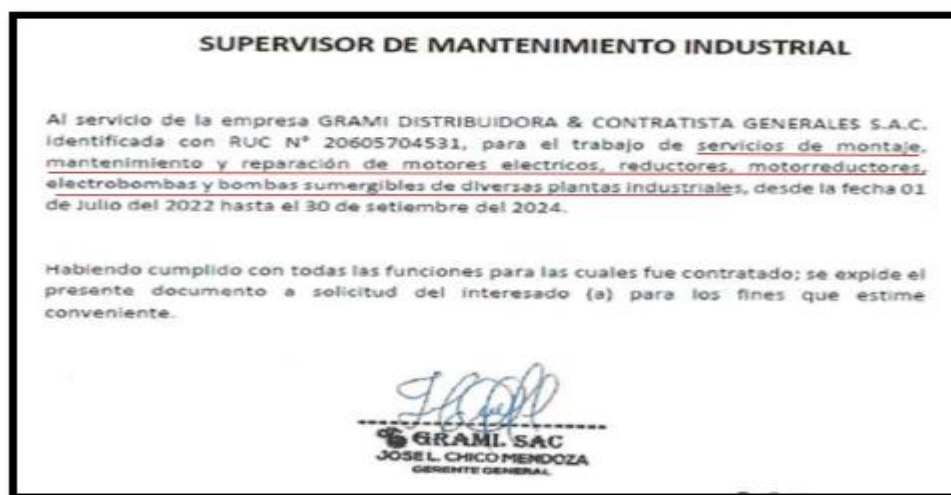 SUPERVISOR DE MANTENIMIENTO INDUSTRIAL
Al servicio de la empresa GRAMI DISTRIBUIDORA & CONTRATISTA GENERALES S.A.C.
identificada con RUC N° 20605704531, para el trabajo de servicios de montaje,
mantenimiento y reparación de motores electricos, reductores, motorreductores,
electrobombas y bombas sumergibles de diversas plantas industriales, desde la fecha 01
de Julio del 2022 hasta el 30 de setiembre del 2024.
Habiendo cumplido con todas las funciones para las cuales fue contratado; se expide el
presente documento a solicitud del interesado (a) para los fines que estime
conveniente.
GRAMI. SAC
JOSE L. CHICO MENDOZA
GERENTE GENERAL